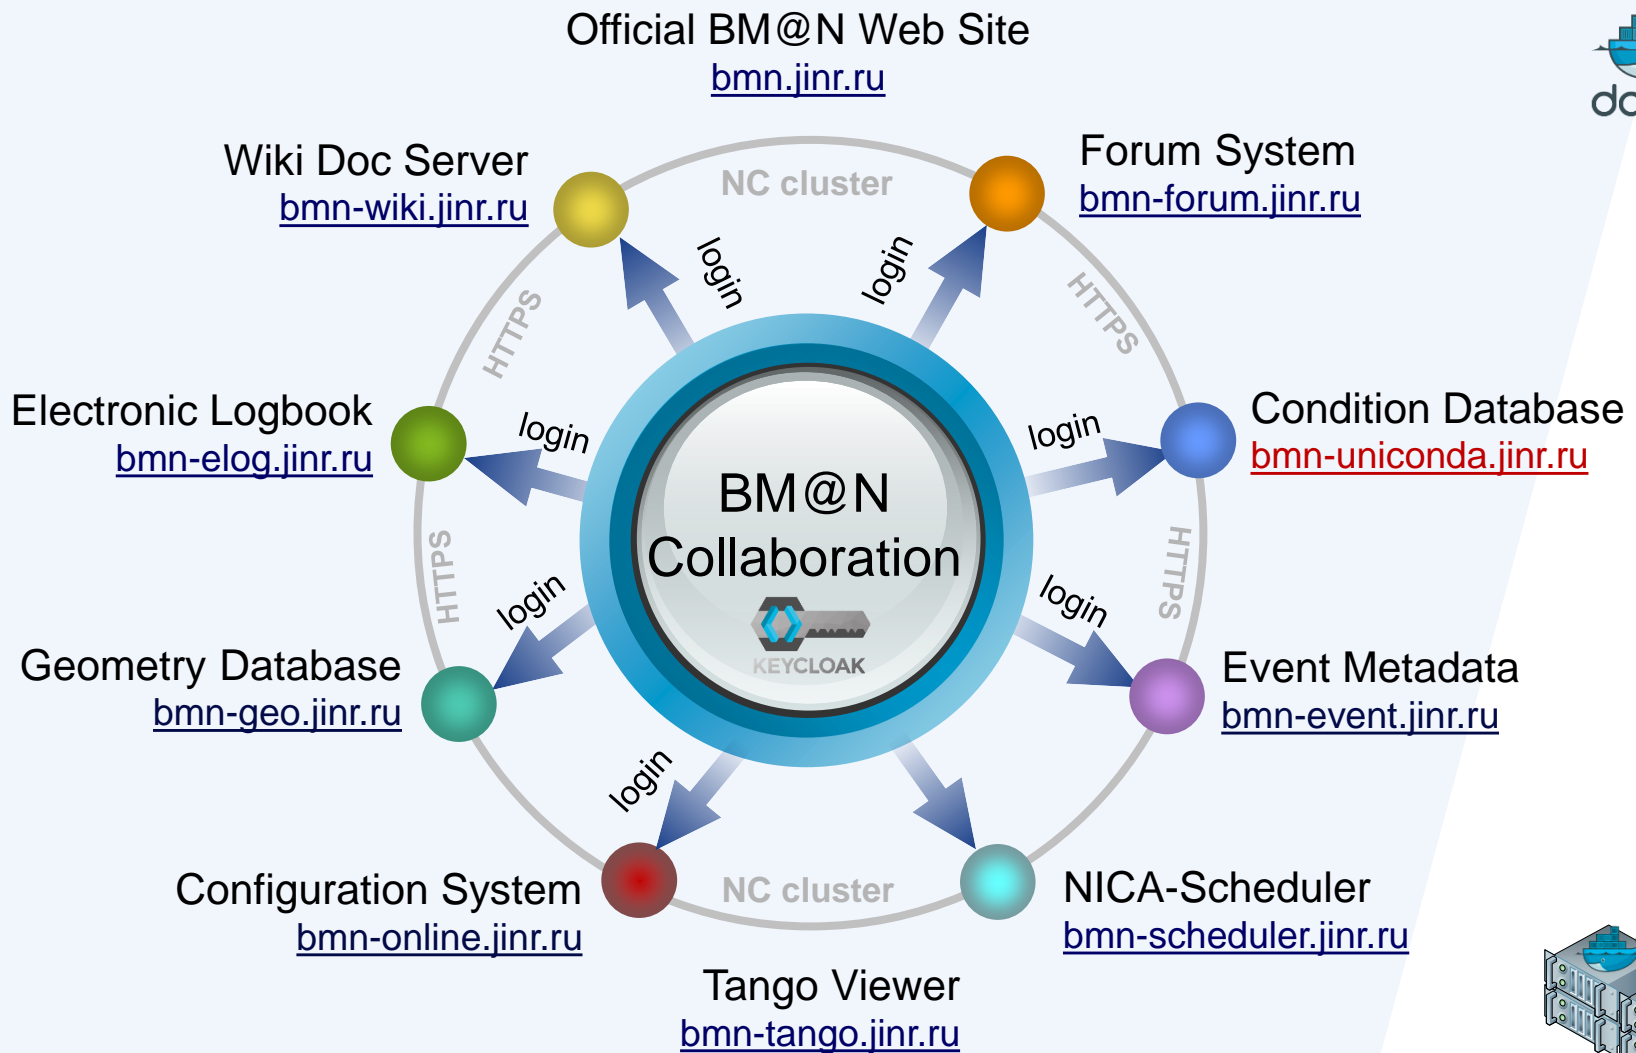 Official BM@N Web Site
bmn.jinr.ru
Wiki Doc Server
bmn-wiki.jinr.ru
NC cluster
Forum System
bmn-forum.jinr.ru
login
login
HTTPS
HTTPS
Electronic Logbook
bmn-elog.jinr.ru
login
login
Condition Database
bmn-uniconda.jinr.ru
BM@N
Collaboration
KEYCLOAK
HTTPS
HTTPS
login
login
Geometry Database
bmn-geo.jinr.ru
Event Metadata
bmn-event.jinr.ru
login
Configuration System
bmn-online.jinr.ru
NC cluster
NICA-Scheduler
bmn-scheduler.jinr.ru
Tango Viewer
bmn-tango.jinr.ru